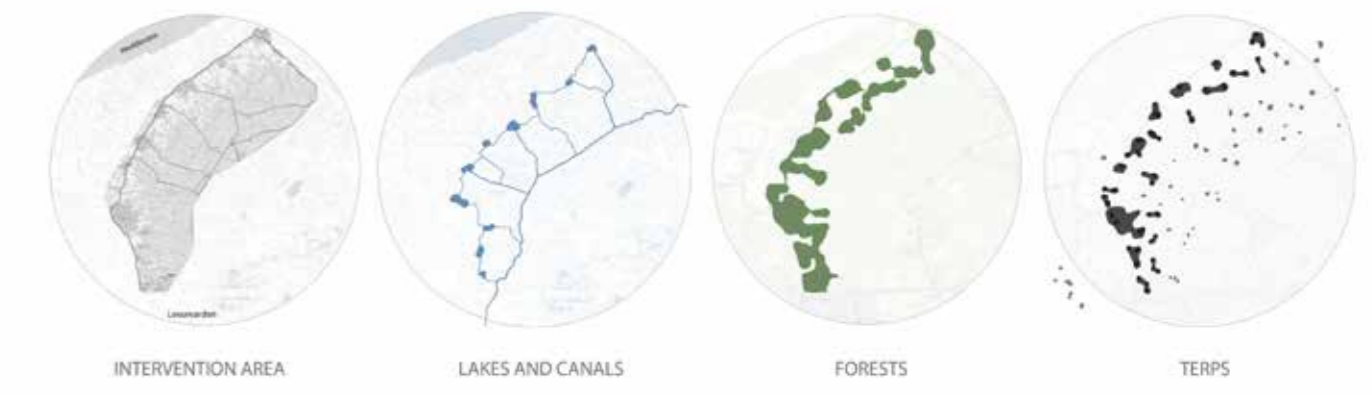 Leeuwarden
INTERVENTION AREA
LAKES AND CANALS
FORESTS
TERPS